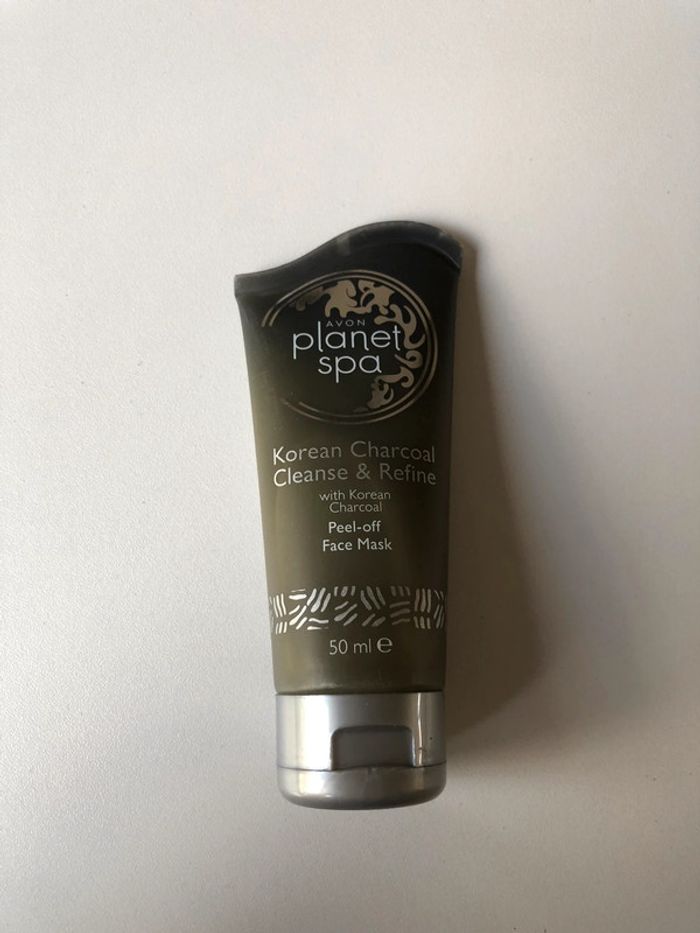 AVON
planet
spa
Korean Charcoal
Cleanse & Refine
with Korean
Charcoal
Peel-off
Face Mask
50 ml ℮